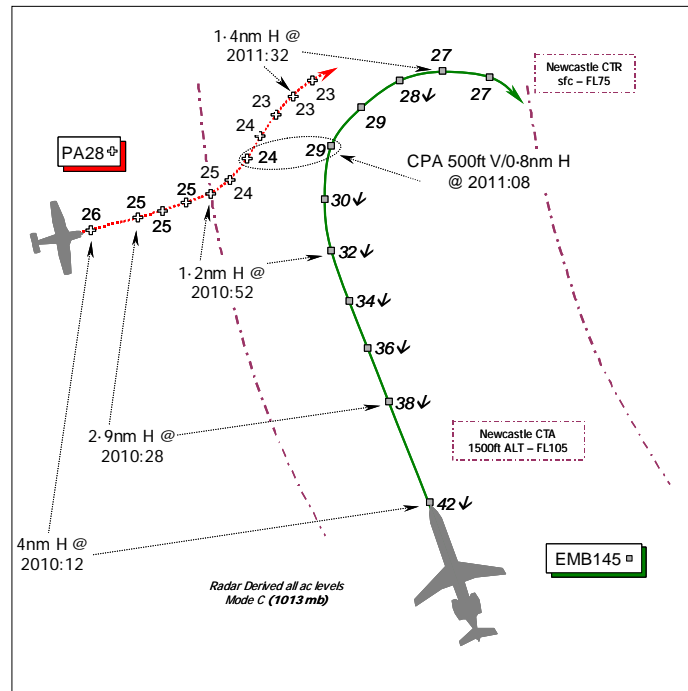 1·4nm H @
2011:32
27
Newcastle CTR
sfc – FL75
23
28
27
23
23
24
29
PA28
25
24
29
CPA 500ft V/0·8nm H
@ 2011:08
25
24
26
25
25
30
1·2nm H @
2010:52
32
34
36
38
2·9nm H @
2010:28
Newcastle CTA
1500ft ALT – FL105
42
4nm H @
2010:12
EMB145
Radar Derived all ac levels
Mode C (1013 mb)